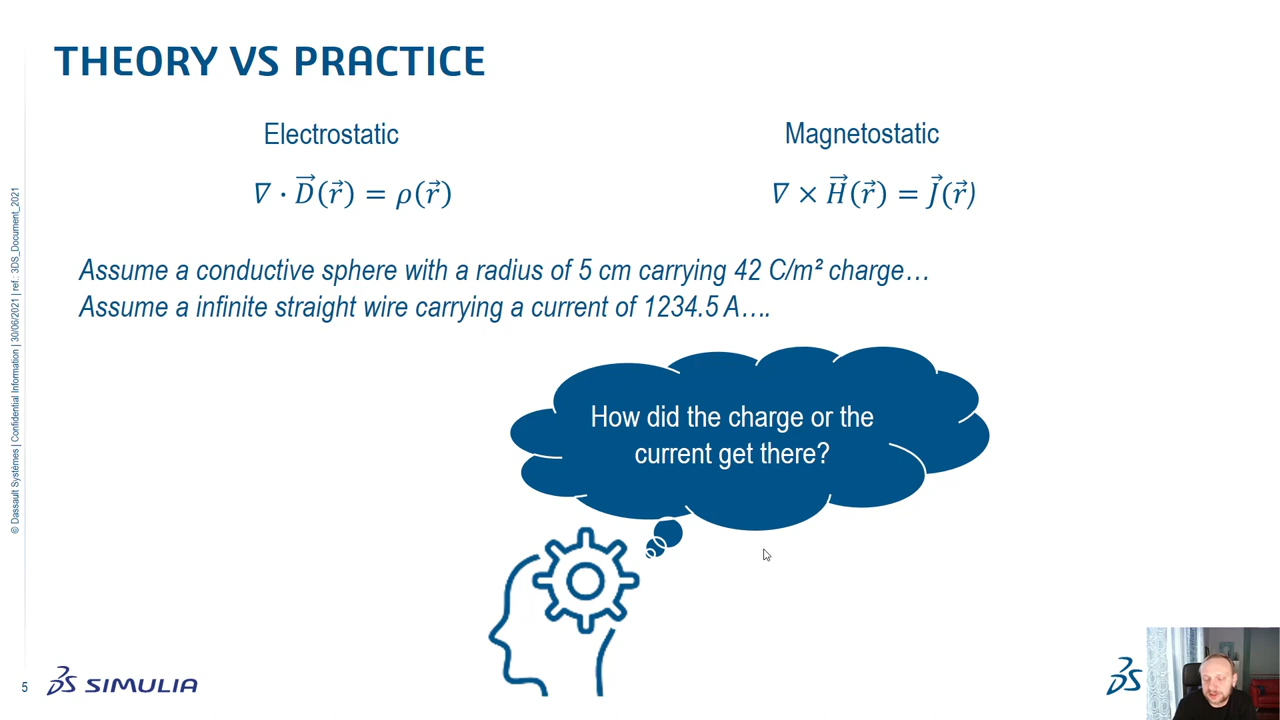 THEORY VS PRACTICE
Electrostatic
Magnetostatic
∇ · D⃗(r⃗) = ρ(r⃗)
∇ × H⃗(r⃗) = J⃗(r⃗)
Assume a conductive sphere with a radius of 5 cm carrying 42 C/m² charge…
Assume a infinite straight wire carrying a current of 1234.5 A….
How did the charge or the
current get there?
© Dassault Systèmes | Confidential Information | 30/06/2021 | ref.: 3DS_Document_2021
5
3DS SIMULIA
3DS